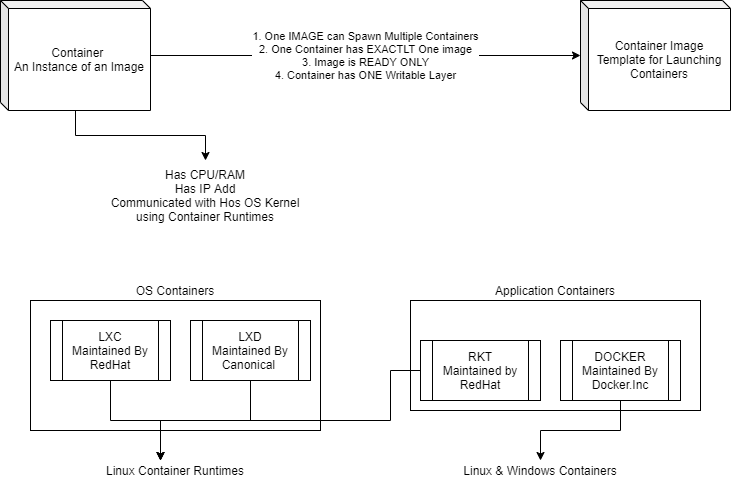 Container
An Instance of an Image
1. One IMAGE can Spawn Multiple Containers
2. One Container has EXACTLT One image
3. Image is READY ONLY
4. Container has ONE Writable Layer
Container Image
Template for Launching
Containers
Has CPU/RAM
Has IP Add
Communicated with Hos OS Kernel
using Container Runtimes
OS Containers
LXC
Maintained By
RedHat
LXD
Maintained By
Canonical
Application Containers
RKT
Maintained by
RedHat
DOCKER
Maintained By
Docker.Inc
Linux Container Runtimes
Linux & Windows Containers